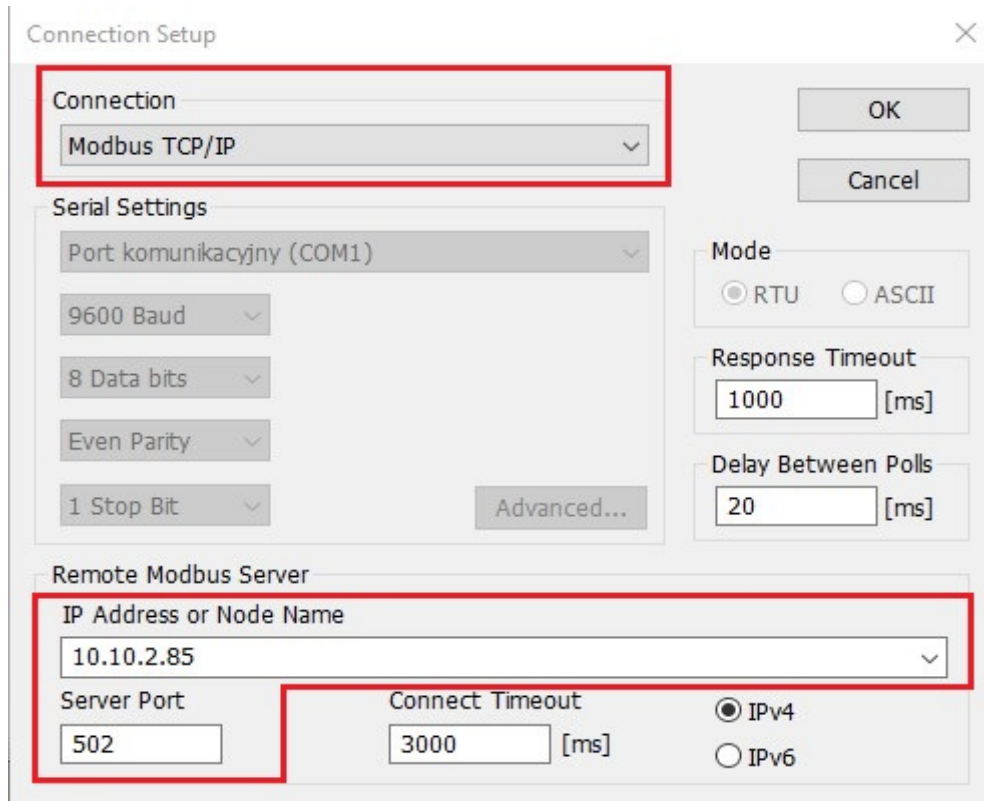 Connection Setup
Connection
Modbus TCP/IP
OK
Cancel
Serial Settings
Port komunikacyjny (COM1)
9600 Baud
8 Data bits
Even Parity
1 Stop Bit
Advanced...
Mode
RTU ASCII
Response Timeout
1000 [ms]
Delay Between Polls
20 [ms]
Remote Modbus Server
IP Address or Node Name
10.10.2.85
Server Port
502
Connect Timeout
3000 [ms]
IPv4
IPv6